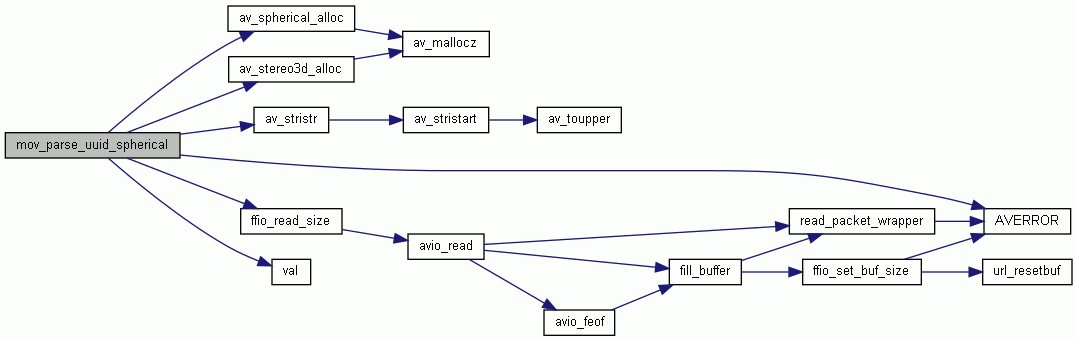 av_spherical_alloc
av_mallocz
av_stereo3d_alloc
av_stristr
av_stristart
av_toupper
mov_parse_uuid_spherical
ffio_read_size
read_packet_wrapper
AVERROR
avio_read
val
fill_buffer
ffio_set_buf_size
url_resetbuf
avio_feof